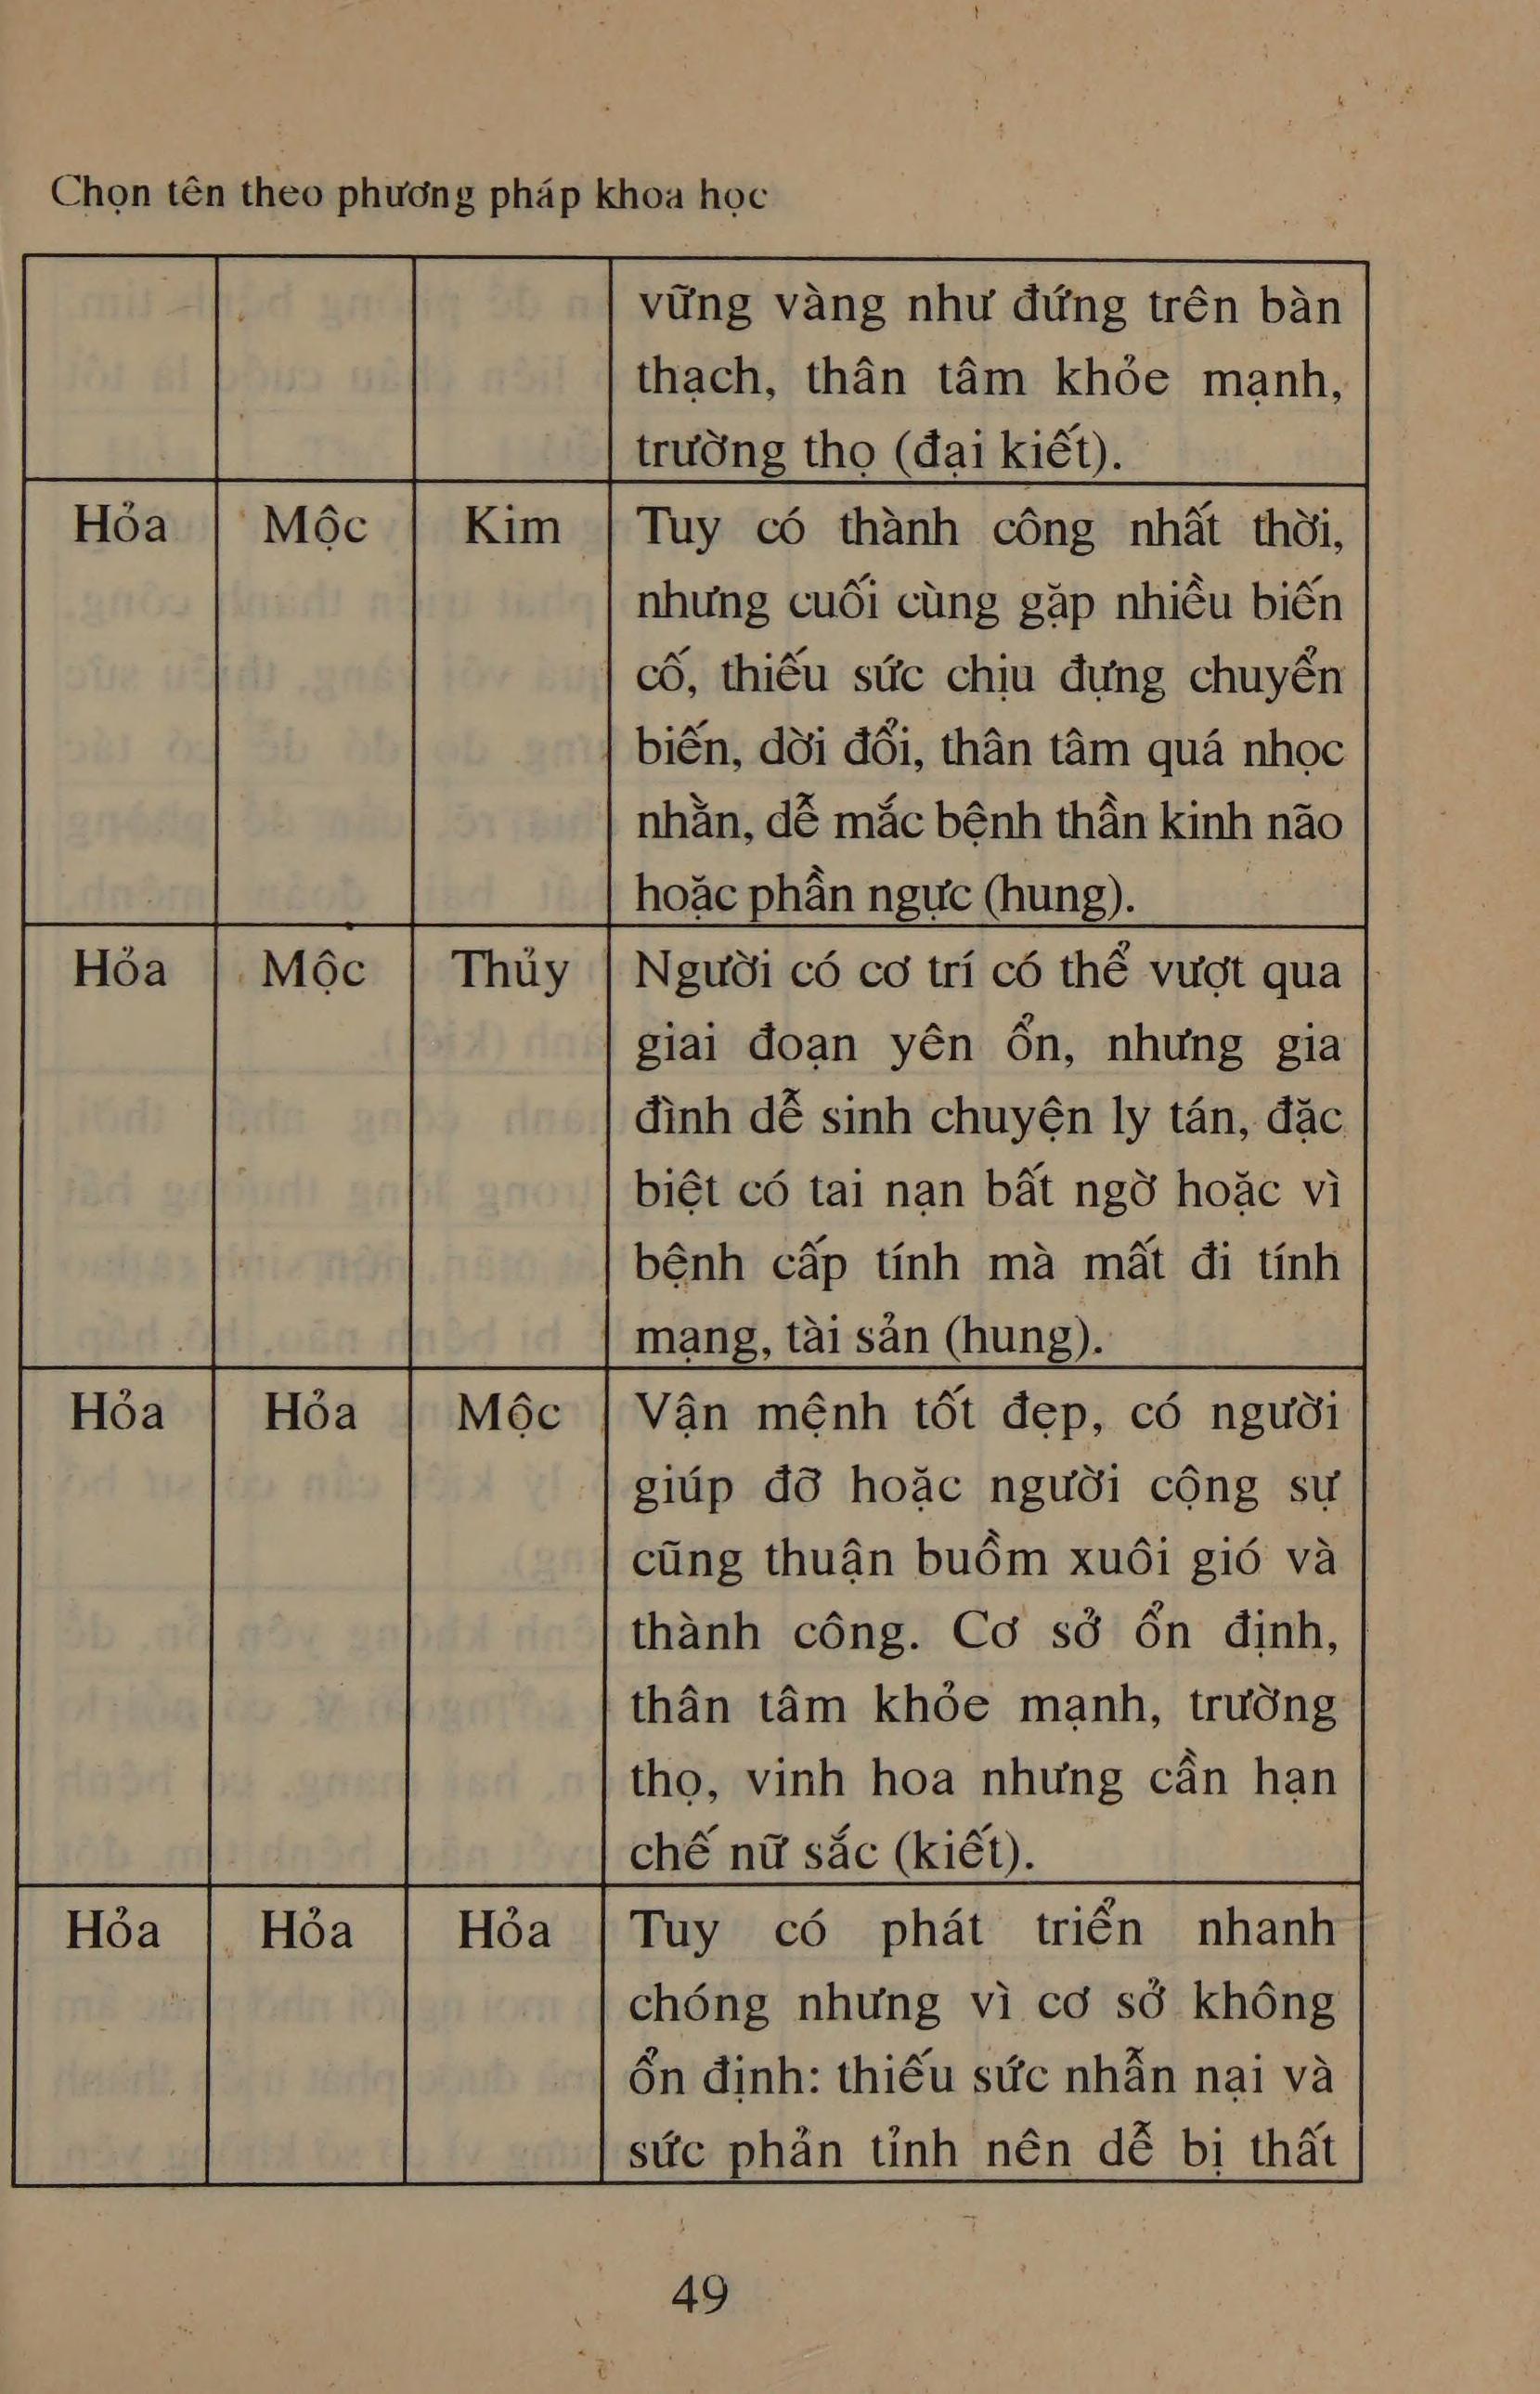 Chọn tên theo phương pháp khoa học
vững vàng như đứng trên bàn
thạch, thân tâm khỏe mạnh,
trường thọ (đại kiết).
Hỏa Mộc Kim Tuy có thành công nhất thời,
nhưng cuối cùng gặp nhiều biến
cố, thiếu sức chịu đựng chuyển
biến, dời đổi, thân tâm quá nhọc
nhằn, dễ mắc bệnh thần kinh não
hoặc phần ngực (hung).
Hỏa Mộc Thủy Người có cơ trí có thể vượt qua
giai đoạn yên ổn, nhưng gia
đình dễ sinh chuyện ly tán, đặc
biệt có tai nạn bất ngờ hoặc vì
bệnh cấp tính mà mất đi tính
mạng, tài sản (hung).
Hỏa Hỏa Mộc Vận mệnh tốt đẹp, có người
giúp đỡ hoặc người cộng sự
cũng thuận buồm xuôi gió và
thành công. Cơ sở ổn định,
thân tâm khỏe mạnh, trường
thọ, vinh hoa nhưng cần hạn
chế nữ sắc (kiết).
Hỏa Hỏa Hỏa Tuy có phát triển nhanh
chóng nhưng vì cơ sở không
ổn định: thiếu sức nhẫn nại và
sức phản tỉnh nên dễ bị thất
49